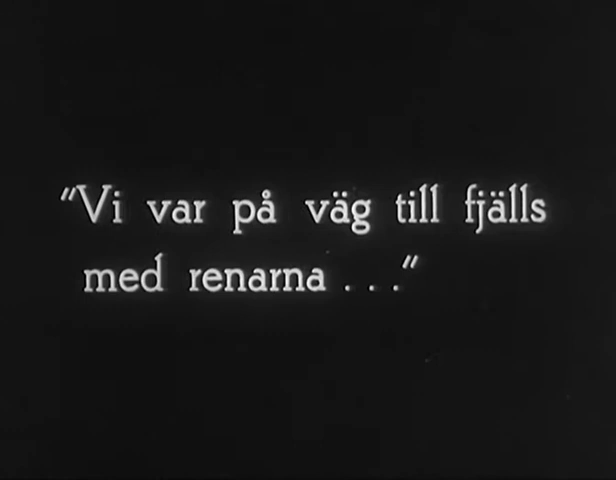 "Vi var på väg till fjälls
med renarna . . ."